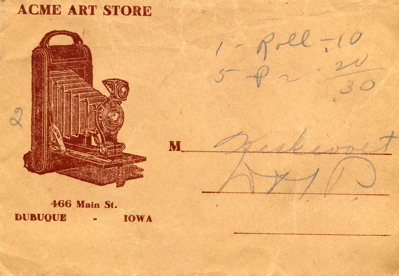 ACME ART STORE
1 - Roll - .10
5 - P - .20
.30
2
M
D & P.
466 Main St.
DUBUQUE - IOWA